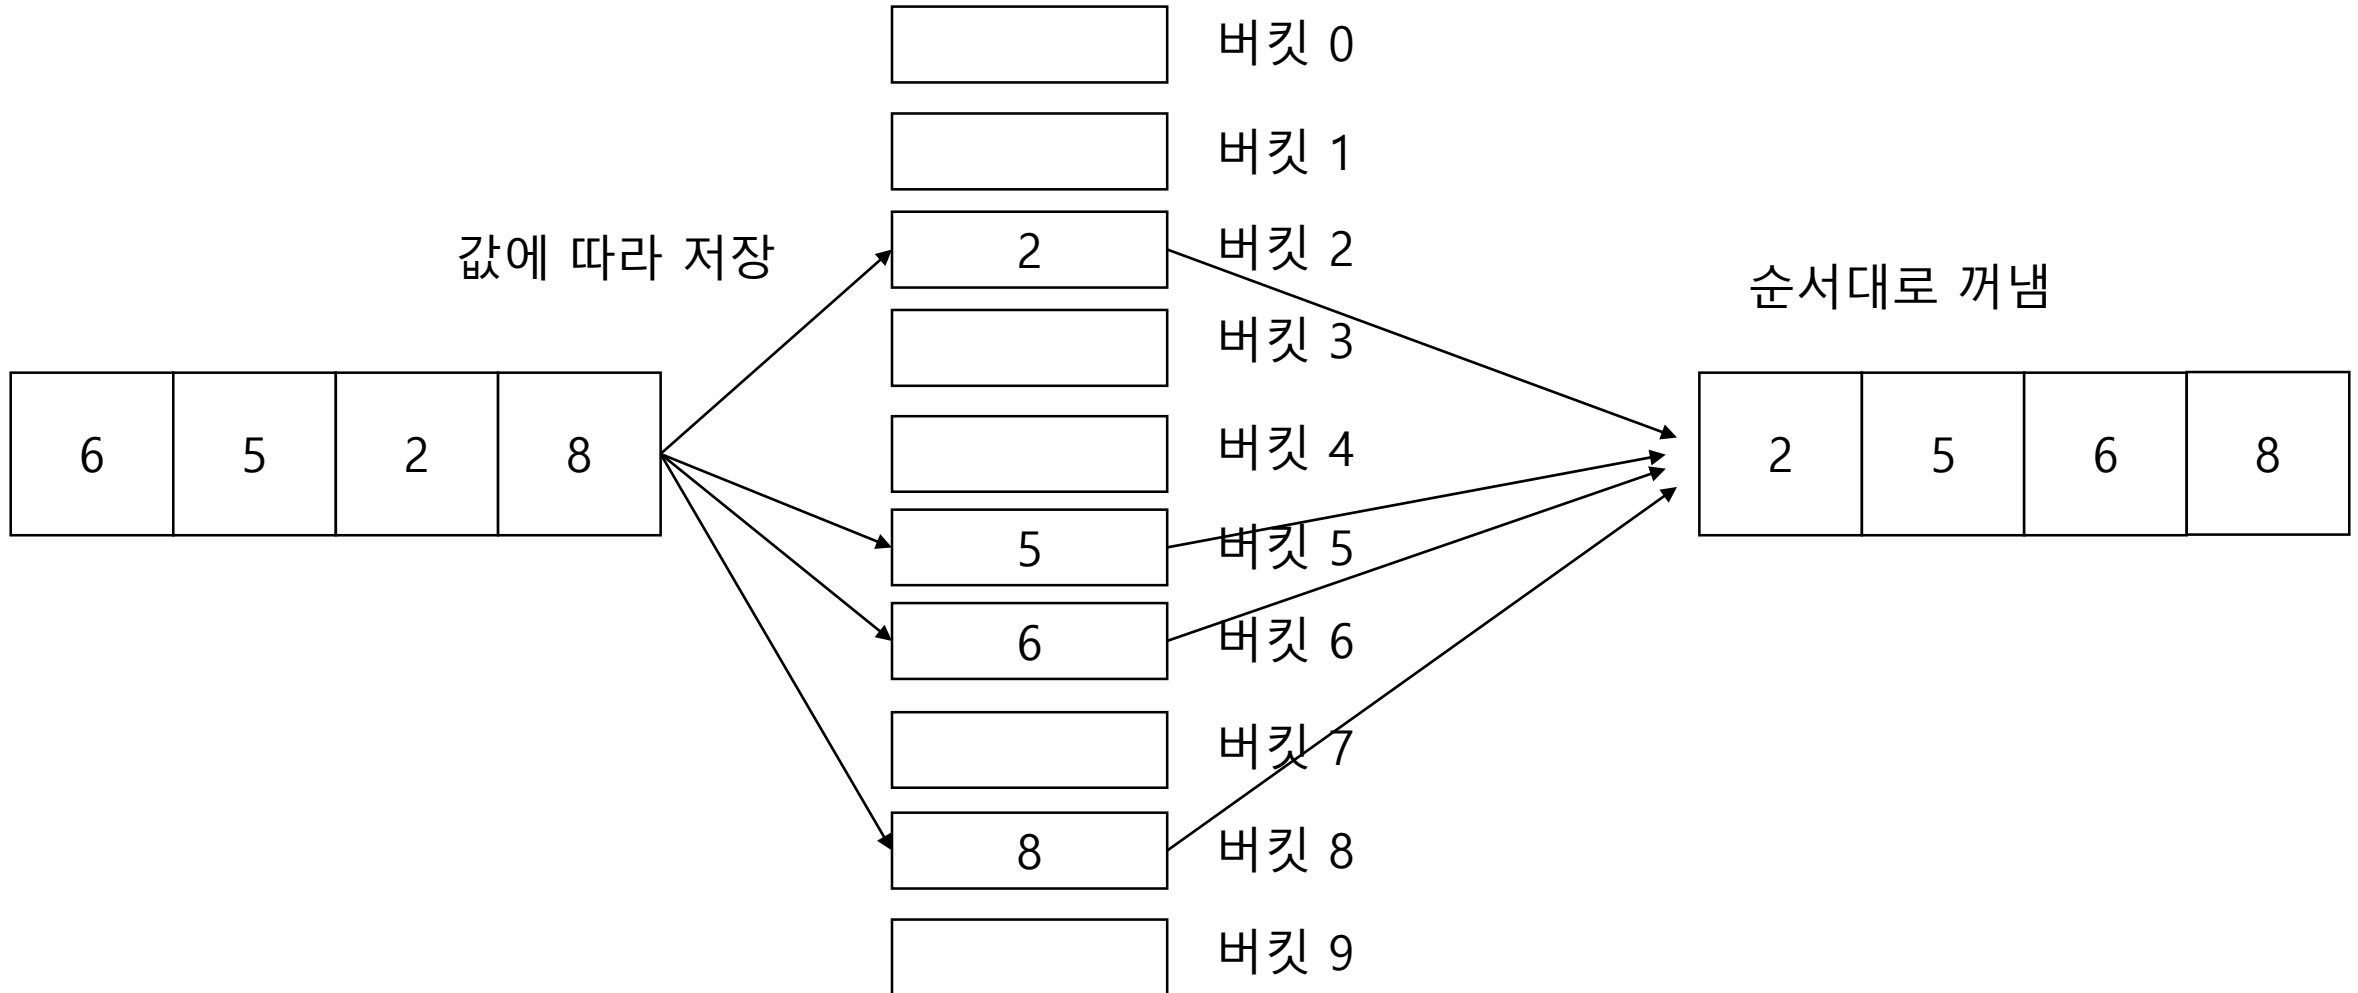 버킷 0
버킷 1
값에 따라 저장
2 버킷 2
순서대로 꺼냄
버킷 3
버킷 4
6 5 2 8
2 5 6 8
5 버킷 5
6 버킷 6
버킷 7
8 버킷 8
버킷 9